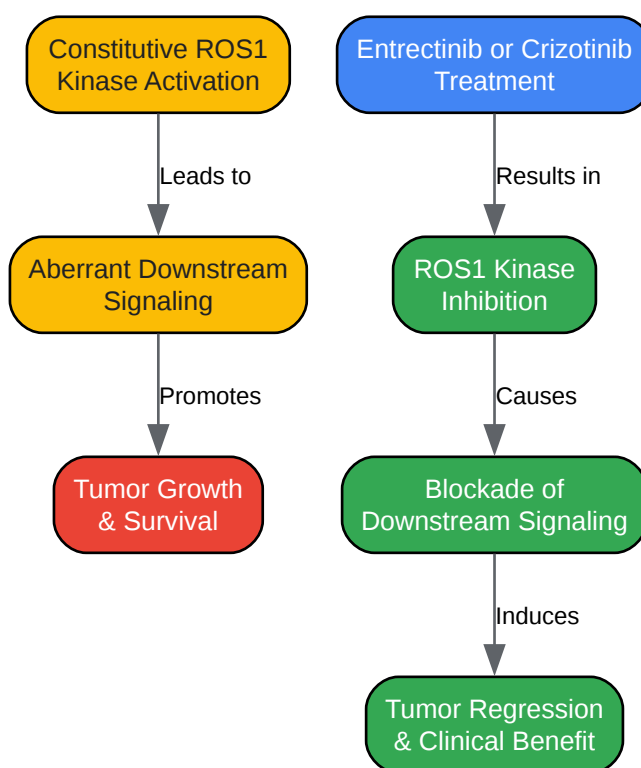 Constitutive ROS1
Kinase Activation
Leads to
Aberrant Downstream
Signaling
Promotes
Tumor Growth
& Survival
Entrectinib or Crizotinib
Treatment
Results in
ROS1 Kinase
Inhibition
Causes
Blockade of
Downstream Signaling
Induces
Tumor Regression
& Clinical Benefit